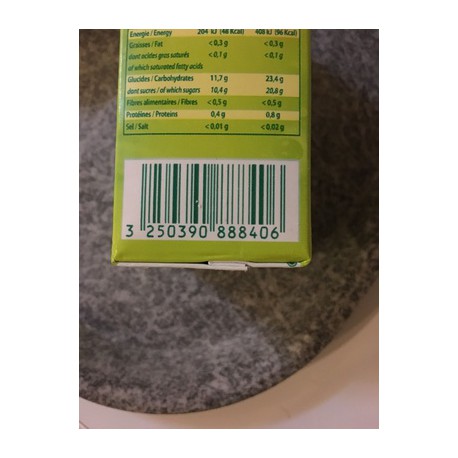 Énergie / Energy 204 kJ (48 Kcal) 408 kJ (96 Kcal)
Graisses / Fat < 0,3 g < 0,3 g
dont acides gras saturés < 0,1 g < 0,1 g
of which saturated fatty acids
Glucides / Carbohydrates 11,7 g 23,4 g
dont sucres / of which sugars 10,4 g 20,8 g
Fibres alimentaires / Fibres < 0,5 g < 0,5 g
Protéines / Proteins 0,4 g 0,8 g
Sel / Salt < 0.01 g < 0.02 g
3 250390 888406